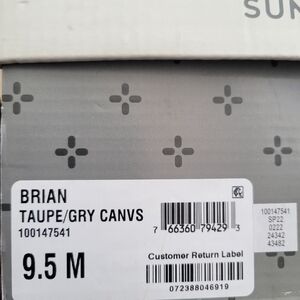 SUN
BRIAN
TAUPE/GRY CANVS
100147541
7 66360 79429 3
9.5 M
Customer Return Label
072388046919
100147541
SP22
0222
24342
43482